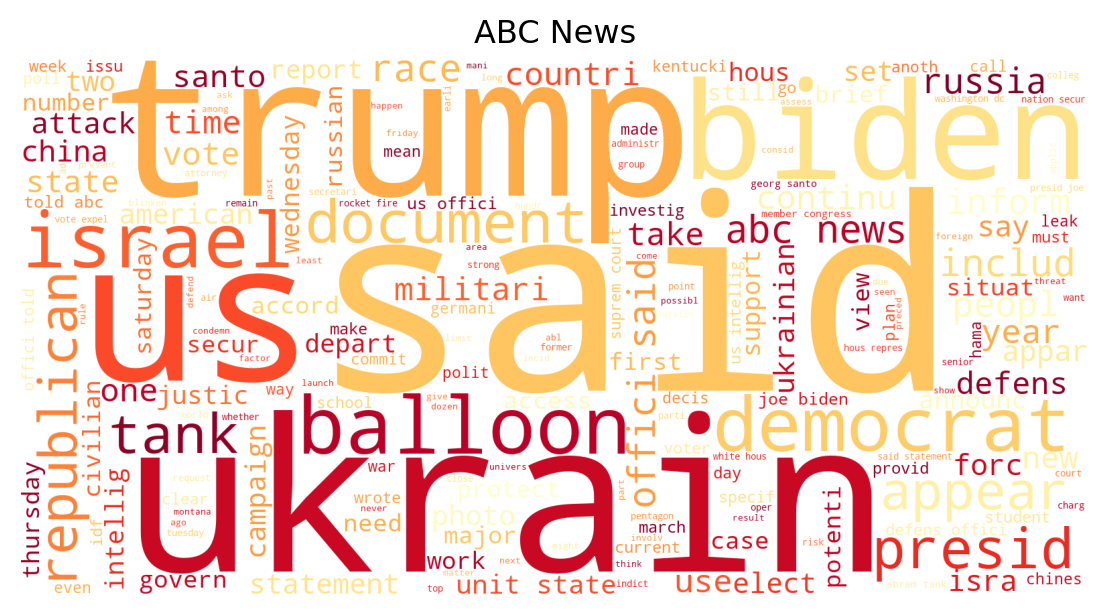 ABC News
week issu
poll two
number
attack
china
state
told abc
vote expel
santo
time
vote
american
trump
biden
report race
mani
long
countri
kentucki
hous
set
anoth call
colleg
russia
washington dc
nation secur
still go
brief
assess
ask
among
happen
earli
friday
mean
made
administr
group
russian
wednesday
attorney
past
secretari
remain
rocket fire
us offici
georg santo
presid joe
continu
inform
consid
document
investig
take
abc news
member congress
say
leak
must
foreign
israel
us
said
least
area
strong
come
point
possibl
suprem court
offici said
us intellig
support
ukrainian
view
plan
preced
due
seen
includ
situat
threat
want
peopl
year
appar
hama
hous repres
senior
show
defens
announc
republican
offici told
rule
saturday
defend
air
accord
militari
germani
condemn
secur
factor
make
depart
commit
limit
polit
abl
former
first
decis
joe biden
access
parti
one
justic
way
launch
school
give
dozen
tank
balloon
democrat
voter
civilian
world
whether
campaign
war
univers
white hous
said statement
day
provid
forc
new
court
thursday
intellig
idf
request
clear
montana
ago
tuesday
wrote
never
need
close
protect
photo
major
ukrain
part
pentagon
march
involv
current
think
specif
oper
result
case
risk
potenti
appear
student
defens offici
charg
even
govern
statement
top
work
matter
next
might
unit state
indict
use
elect
presid
abram tank
isra
chines